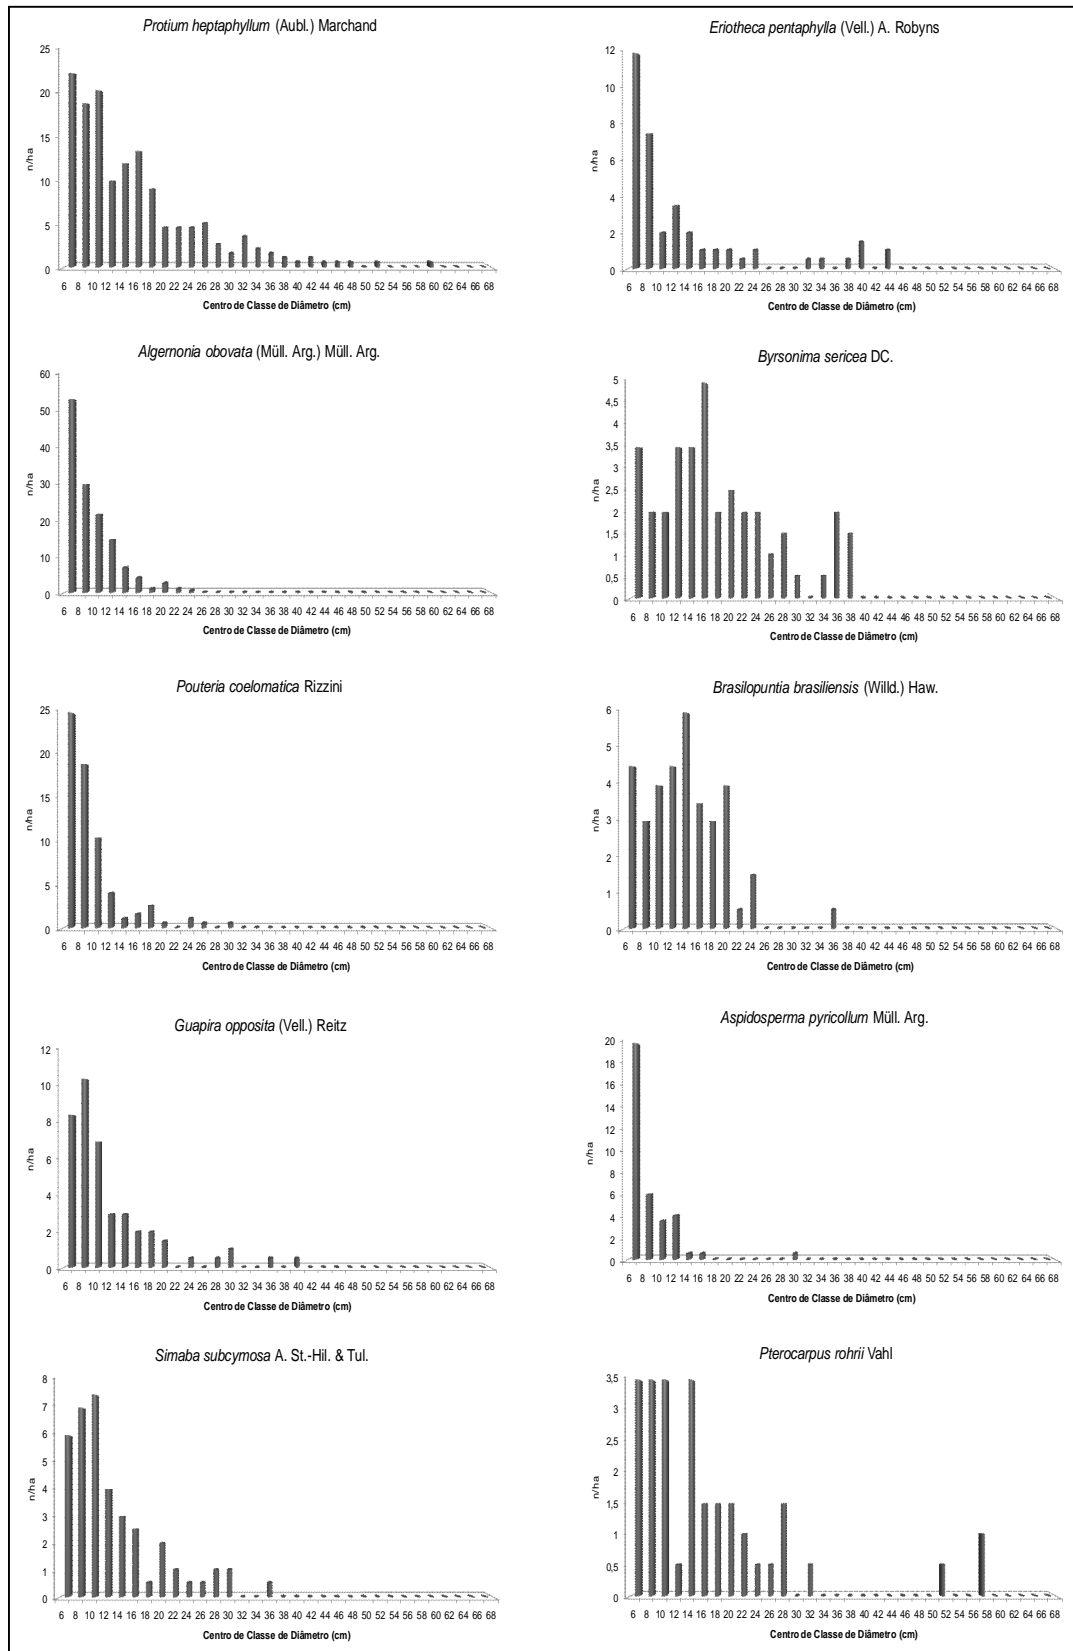 Protium heptaphyllum (Aubl.) Marchand
25
20
15
10
5
0
n/ha
6 8 10 12 14 16 18 20 22 24 26 28 30 32 34 36 38 40 42 44 46 48 50 52 54 56 58 60 62 64 66 68
Centro de Classe de Diâmetro (cm)
Eriotheca pentaphylla (Vell.) A. Robyns
12
10
8
6
4
2
0
n/ha
6 8 10 12 14 16 18 20 22 24 26 28 30 32 34 36 38 40 42 44 46 48 50 52 54 56 58 60 62 64 66 68
Centro de Classe de Diâmetro (cm)
Algernonia obovata (Müll. Arg.) Müll. Arg.
60
50
40
30
20
10
0
n/ha
6 8 10 12 14 16 18 20 22 24 26 28 30 32 34 36 38 40 42 44 46 48 50 52 54 56 58 60 62 64 66 68
Centro de Classe de Diâmetro (cm)
Byrsonima sericea DC.
5
4,5
4
3,5
3
2,5
2
1,5
1
0,5
0
n/ha
6 8 10 12 14 16 18 20 22 24 26 28 30 32 34 36 38 40 42 44 46 48 50 52 54 56 58 60 62 64 66 68
Centro de Classe de Diâmetro (cm)
Pouteria coelomatica Rizzini
25
20
15
10
5
0
n/ha
6 8 10 12 14 16 18 20 22 24 26 28 30 32 34 36 38 40 42 44 46 48 50 52 54 56 58 60 62 64 66 68
Centro de Classe de Diâmetro (cm)
Brasilopuntia brasiliensis (Willd.) Haw.
6
5
4
3
2
1
0
n/ha
6 8 10 12 14 16 18 20 22 24 26 28 30 32 34 36 38 40 42 44 46 48 50 52 54 56 58 60 62 64 66 68
Centro de Classe de Diâmetro (cm)
Guapira opposita (Vell.) Reitz
12
10
8
6
4
2
0
n/ha
6 8 10 12 14 16 18 20 22 24 26 28 30 32 34 36 38 40 42 44 46 48 50 52 54 56 58 60 62 64 66 68
Centro de Classe de Diâmetro (cm)
Aspidosperma pyricollum Müll. Arg.
20
18
16
14
12
10
8
6
4
2
0
n/ha
6 8 10 12 14 16 18 20 22 24 26 28 30 32 34 36 38 40 42 44 46 48 50 52 54 56 58 60 62 64 66 68
Centro de Classe de Diâmetro (cm)
Simaba subcymosa A. St.-Hil. & Tul.
8
7
6
5
4
3
2
1
0
n/ha
6 8 10 12 14 16 18 20 22 24 26 28 30 32 34 36 38 40 42 44 46 48 50 52 54 56 58 60 62 64 66 68
Centro de Classe de Diâmetro (cm)
Pterocarpus rohrii Vahl
3,5
3
2,5
2
1,5
1
0,5
0
n/ha
6 8 10 12 14 16 18 20 22 24 26 28 30 32 34 36 38 40 42 44 46 48 50 52 54 56 58 60 62 64 66 68
Centro de Classe de Diâmetro (cm)